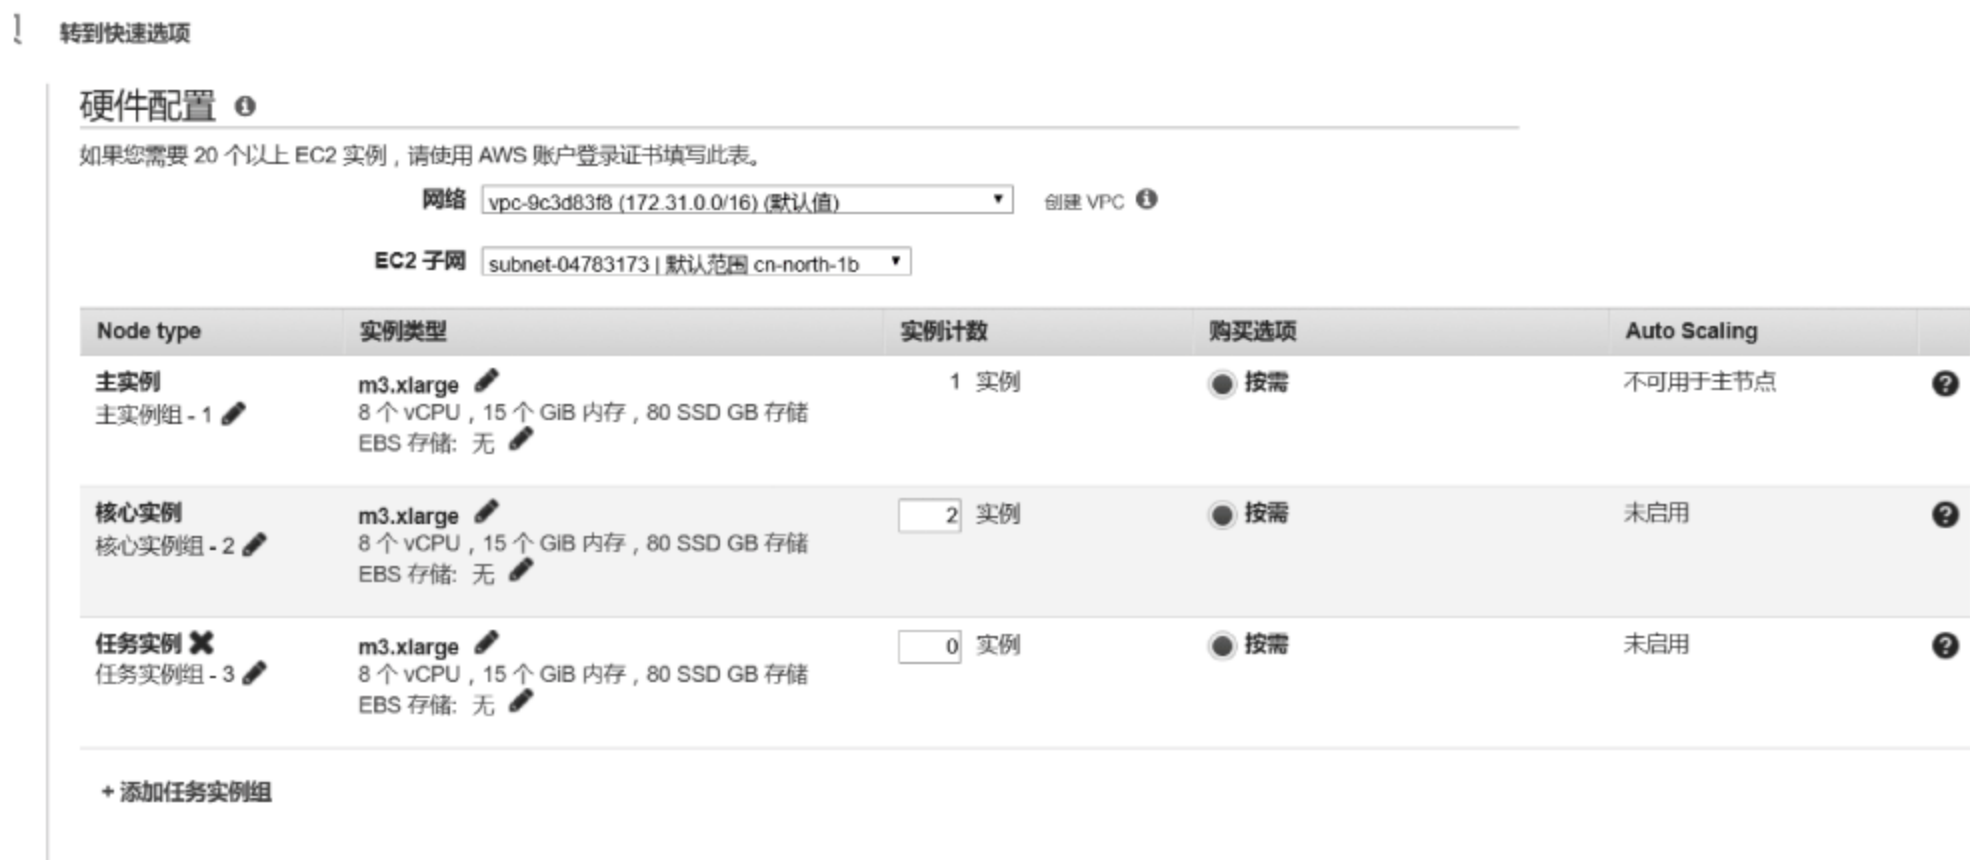 转到快速选项
硬件配置
如果您需要 20 个以上 EC2 实例，请使用 AWS 账户登录证书填写此表。
网络 vpc-9c3d83f8 (172.31.0.0/16) (默认值) 创建 VPC
EC2 子网 subnet-04783173 | 默认范围 cn-north-1b
Node type 实例类型 实例计数 购买选项 Auto Scaling
主实例 m3.xlarge 1 实例 按需 不可用于主节点
主实例组 - 1 8 个 vCPU，15 个 GiB 内存，80 SSD GB 存储
EBS 存储: 无
核心实例 m3.xlarge 2 实例 按需 未启用
核心实例组 - 2 8 个 vCPU，15 个 GiB 内存，80 SSD GB 存储
EBS 存储: 无
任务实例 m3.xlarge 0 实例 按需 未启用
任务实例组 - 3 8 个 vCPU，15 个 GiB 内存，80 SSD GB 存储
EBS 存储: 无
+ 添加任务实例组